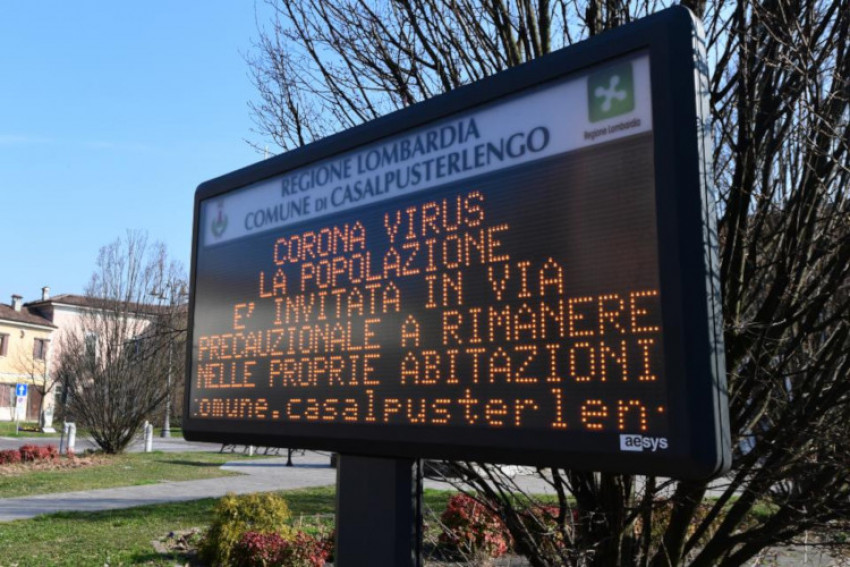 REGIONE LOMBARDIA
COMUNE DI CASALPUSTERLENGO
Regione Lombardia
CORONA VIRUS
LA POPOLAZIONE
E' INVITATA IN VIA
PRECAUZIONALE A RIMANERE
NELLE PROPRIE ABITAZIONI
omune.casalpusterlen
aesys